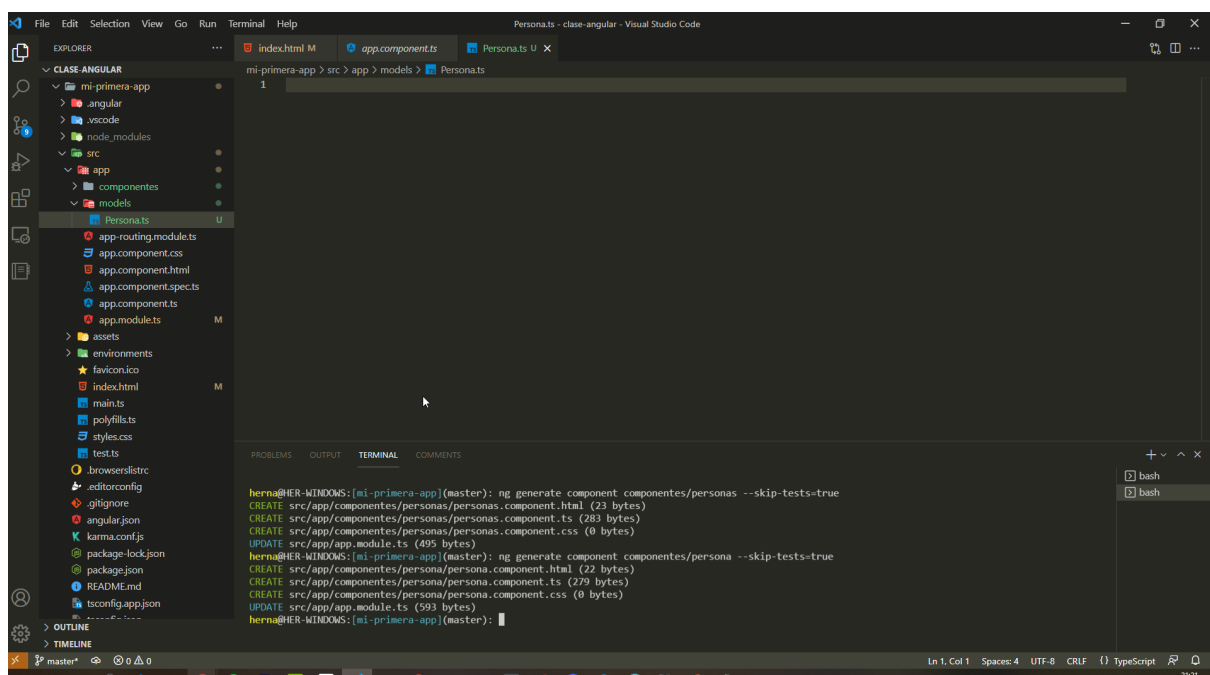 File Edit Selection View Go Run Terminal Help
Persona.ts - clase-angular - Visual Studio Code
EXPLORER
index.html M
app.component.ts
Persona.ts U
CLASE-ANGULAR
mi-primera-app > src > app > models > Persona.ts
1
mi-primera-app
.angular
.vscode
node_modules
src
app
componentes
models
Persona.ts U
app-routing.module.ts
app.component.css
app.component.html
app.component.spec.ts
app.component.ts
app.module.ts M
assets
environments
favicon.ico
index.html M
main.ts
polyfills.ts
styles.css
test.ts
.browserslistrc
.editorconfig
.gitignore
angular.json
karma.conf.js
package-lock.json
package.json
README.md
tsconfig.app.json
OUTLINE
TIMELINE
9
PROBLEMS OUTPUT TERMINAL COMMENTS
herna@HER-WINDOWS:[mi-primera-app](master): ng generate component componentes/personas --skip-tests=true
CREATE src/app/componentes/personas/personas.component.html (23 bytes)
CREATE src/app/componentes/personas/personas.component.ts (283 bytes)
CREATE src/app/componentes/personas/personas.component.css (0 bytes)
UPDATE src/app/app.module.ts (495 bytes)
herna@HER-WINDOWS:[mi-primera-app](master): ng generate component componentes/persona --skip-tests=true
CREATE src/app/componentes/persona/persona.component.html (22 bytes)
CREATE src/app/componentes/persona/persona.component.ts (279 bytes)
CREATE src/app/componentes/persona/persona.component.css (0 bytes)
UPDATE src/app/app.module.ts (593 bytes)
herna@HER-WINDOWS:[mi-primera-app](master):
bash
bash
master* 0 0
Ln 1, Col 1 Spaces: 4 UTF-8 CRLF {} TypeScript